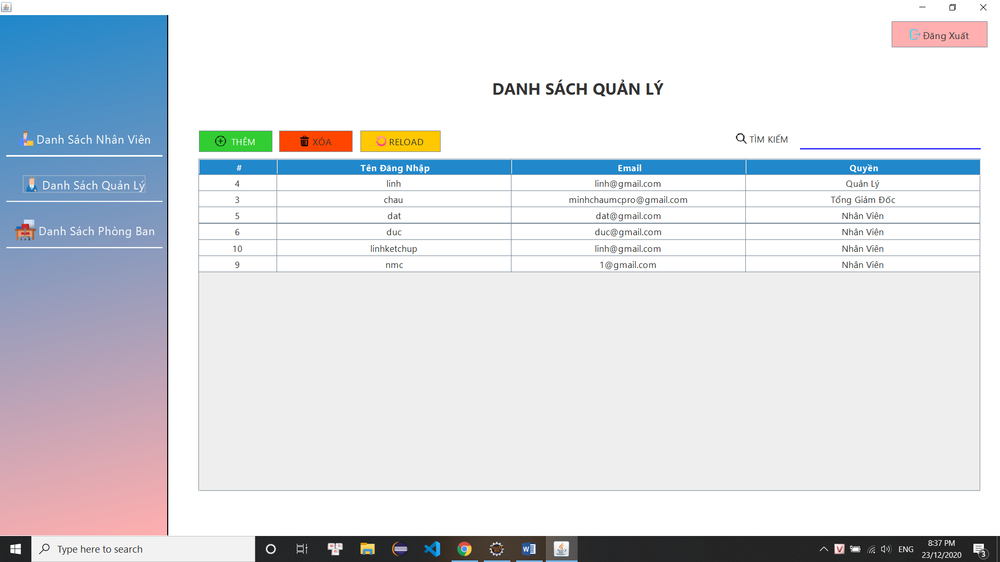 Đăng Xuất
DANH SÁCH QUẢN LÝ
Danh Sách Nhân Viên
Danh Sách Quản Lý
Danh Sách Phòng Ban
THÊM XÓA RELOAD TÌM KIẾM
# Tên Đăng Nhập Email Quyền
4 linh linh@gmail.com Quản Lý
3 chau minhchaumcpro@gmail.com Tổng Giám Đốc
5 dat dat@gmail.com Nhân Viên
6 duc duc@gmail.com Nhân Viên
10 linhketchup linh@gmail.com Nhân Viên
9 nmc 1@gmail.com Nhân Viên
Type here to search
ENG
8:37 PM
23/12/2020
3